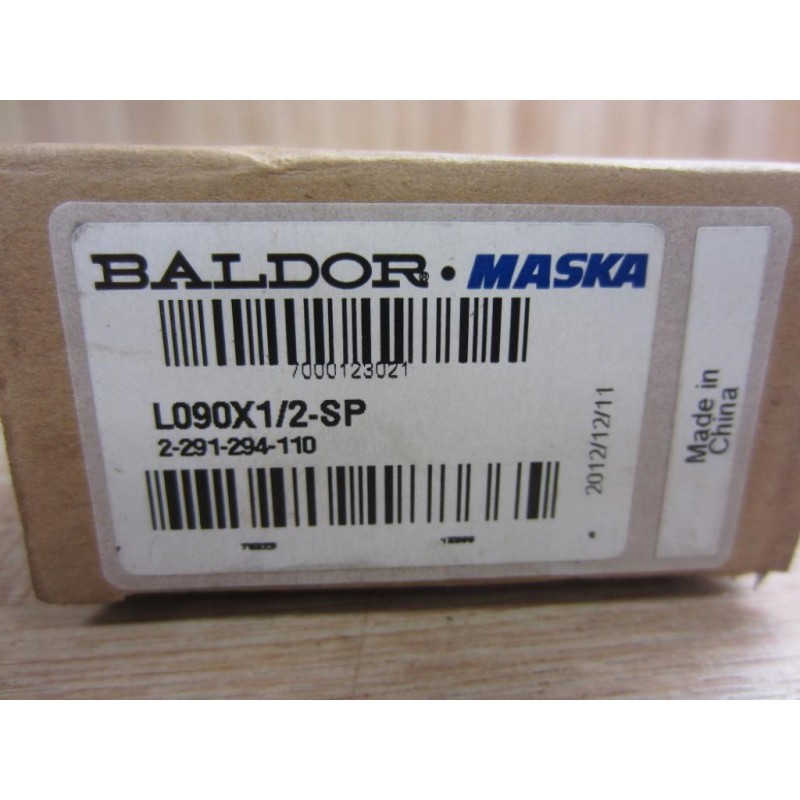 BALDOR® • MASKA
7000123021
L090X1/2-SP
2-291-294-110
2012/12/11
Made in
China